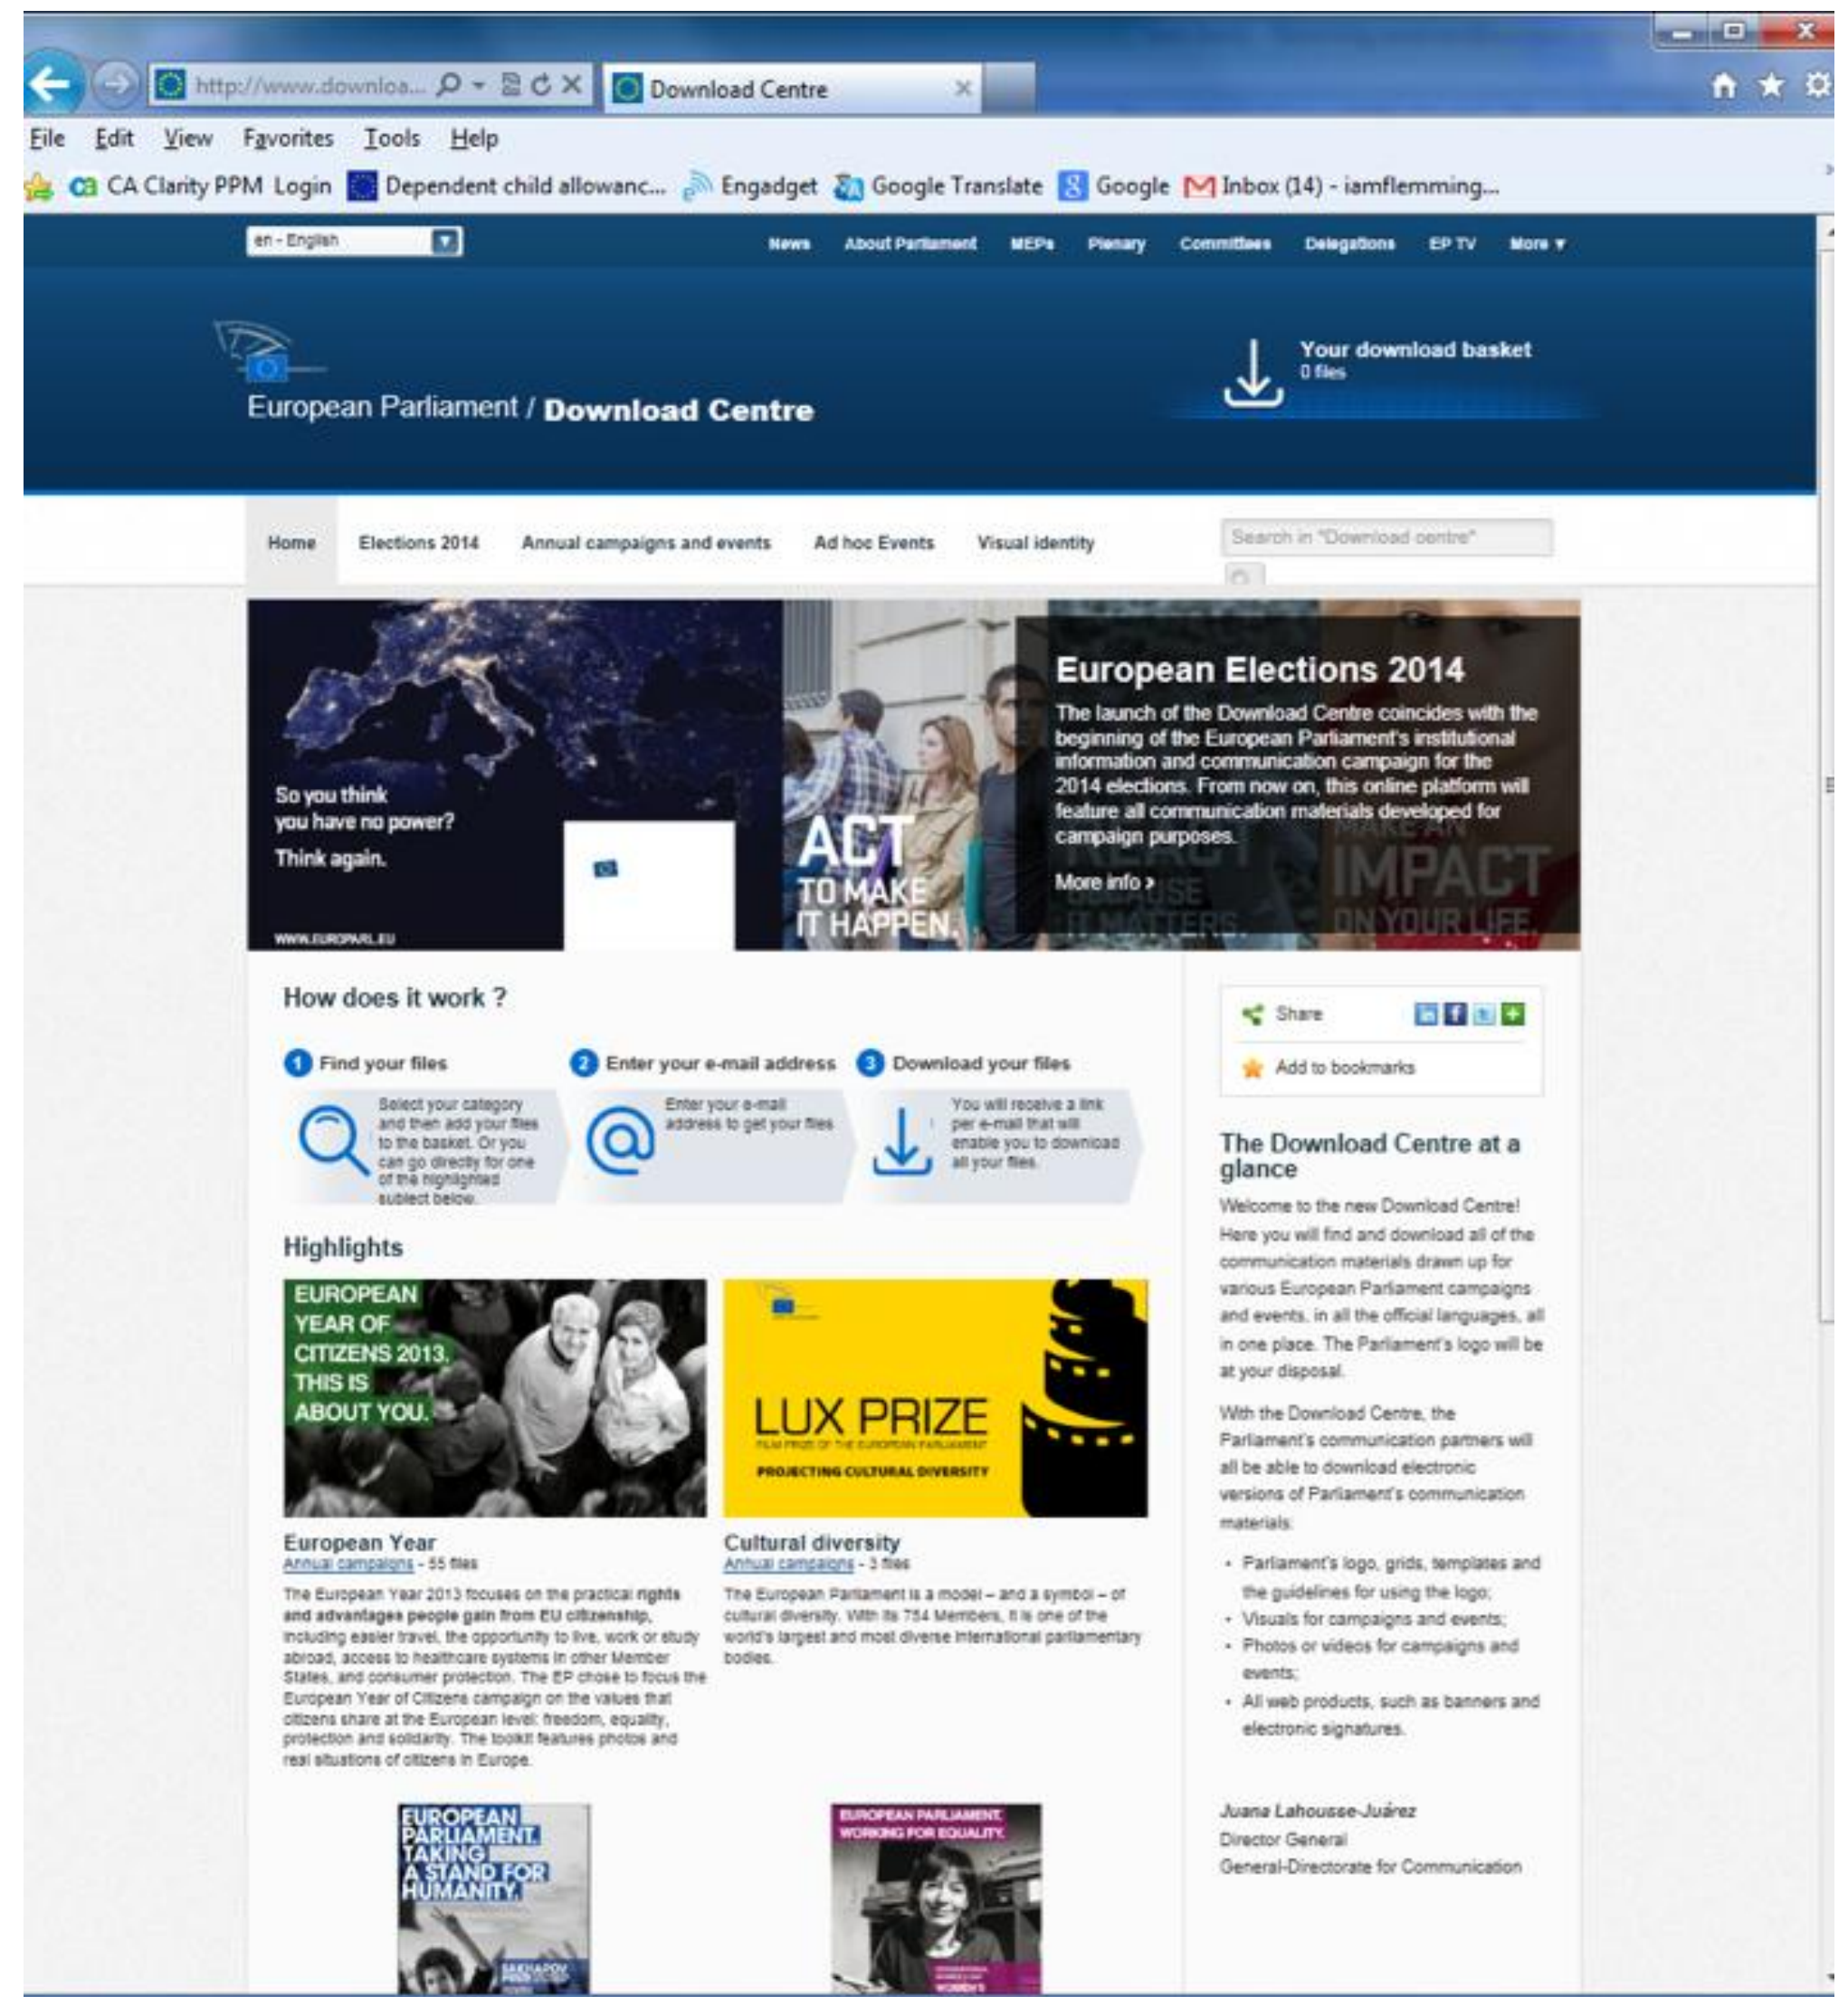 http://www.downloa...
Download Centre
File Edit View Favorites Tools Help
CA Clarity PPM Login Dependent child allowanc... Engadget Google Translate Google Inbox (14) - iamflemming...
en - English
News About Parliament MEPs Plenary Committees Delegations EP TV More
Your download basket
0 files
European Parliament / Download Centre
Home Elections 2014 Annual campaigns and events Ad hoc Events Visual identity
Search in "Download centre"
So you think
you have no power?
Think again.
WWW.EUROPARL.EU
ACT
TO MAKE
IT HAPPEN.
European Elections 2014
The launch of the Download Centre coincides with the
beginning of the European Parliament's institutional
information and communication campaign for the
2014 elections. From now on, this online platform will
feature all communication materials developed for
campaign purposes.
More info >
REACT
BECAUSE
IT MATTERS.
MAKE AN
IMPACT
ON YOUR LIFE.
How does it work ?
1 Find your files
Select your category
and then add your files
to the basket. Or you
can go directly for one
of the highlighted
subject below.
2 Enter your e-mail address
Enter your e-mail
address to get your files
3 Download your files
You will receive a link
per e-mail that will
enable you to download
all your files.
Highlights
EUROPEAN
YEAR OF
CITIZENS 2013.
THIS IS
ABOUT YOU.
European Year
Annual campaigns - 55 files
The European Year 2013 focuses on the practical rights
and advantages people gain from EU citizenship,
including easier travel, the opportunity to live, work or study
abroad, access to healthcare systems in other Member
States, and consumer protection. The EP chose to focus the
European Year of Citizens campaign on the values that
citizens share at the European level: freedom, equality,
protection and solidarity. The toolkit features photos and
real situations of citizens in Europe.
LUX PRIZE
FILM PRIZE OF THE EUROPEAN PARLIAMENT
PROJECTING CULTURAL DIVERSITY
Cultural diversity
Annual campaigns - 3 files
The European Parliament is a model – and a symbol – of
cultural diversity. With its 754 Members, it is one of the
world's largest and most diverse international parliamentary
bodies.
EUROPEAN
PARLIAMENT.
TAKING
A STAND FOR
HUMANITY.
SAKHAROV
EUROPEAN PARLIAMENT.
WORKING FOR EQUALITY.
WOMEN'S
Share
Add to bookmarks
The Download Centre at a
glance
Welcome to the new Download Centre!
Here you will find and download all of the
communication materials drawn up for
various European Parliament campaigns
and events, in all the official languages, all
in one place. The Parliament's logo will be
at your disposal.
With the Download Centre, the
Parliament's communication partners will
all be able to download electronic
versions of Parliament's communication
materials:
• Parliament's logo, grids, templates and
the guidelines for using the logo;
• Visuals for campaigns and events;
• Photos or videos for campaigns and
events;
• All web products, such as banners and
electronic signatures.
Juana Lahousse-Juárez
Director General
General-Directorate for Communication